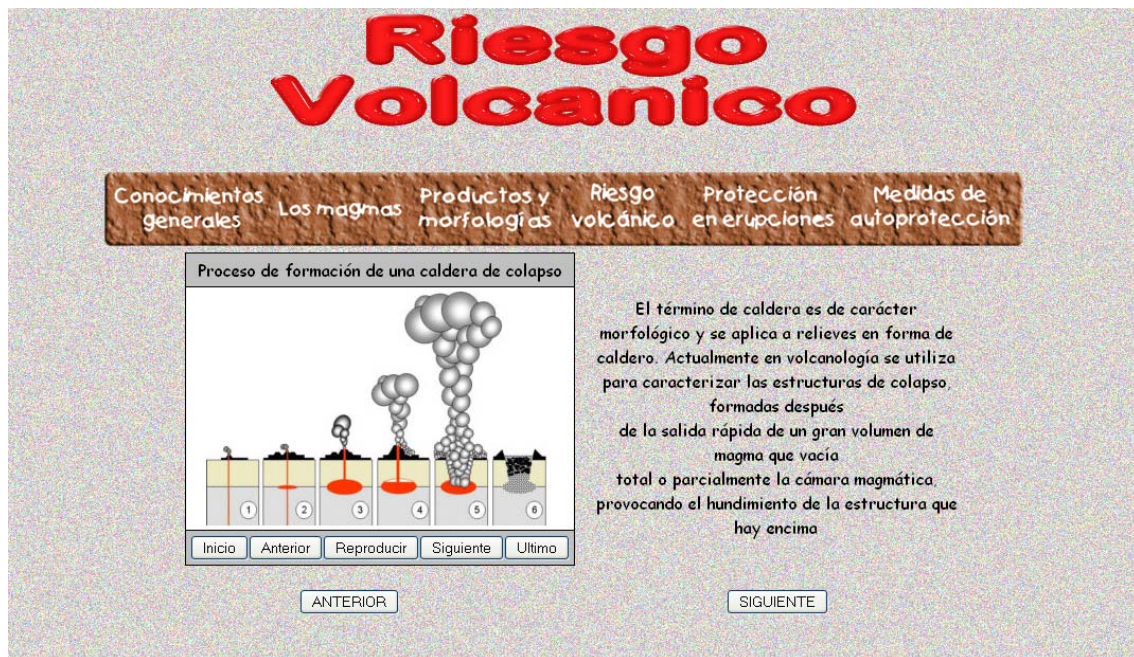 Riesgo
Volcanico
Conocimientos
generales
Los magmas
Productos y
morfologías
Riesgo
volcánico
Protección
en erupciones
Medidas de
autoprotección
Proceso de formación de una caldera de colapso
1 2 3 4 5 6
Inicio Anterior Reproducir Siguiente Ultimo
El término de caldera es de carácter
morfológico y se aplica a relieves en forma de
caldero. Actualmente en volcanología se utiliza
para caracterizar las estructuras de colapso,
formadas después
de la salida rápida de un gran volumen de
magma que vacía
total o parcialmente la cámara magmática,
provocando el hundimiento de la estructura que
hay encima
ANTERIOR
SIGUIENTE